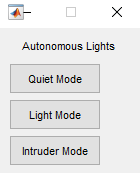 Autonomous Lights
Quiet Mode
Light Mode
Intruder Mode